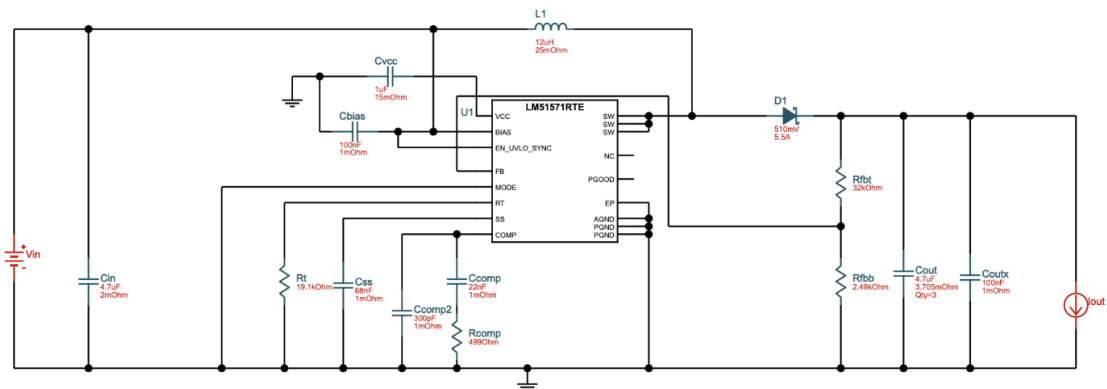 L1
12uH
25mOhm
Cvcc
1uF
15mOhm
Cbias
100nF
1mOhm
U1
LM51571RTE
VCC
BIAS
EN_UVLO_SYNC
FB
MODE
RT
SS
COMP
SW
SW
SW
NC
PGOOD
EP
AGND
PGND
PGND
D1
510mV
5.5A
Rfbt
32kOhm
Rfbb
2.49kOhm
Cout
4.7uF
3.705mOhm
Qty=3
Coutx
100nF
1mOhm
Iout
+
Vin
-
Cin
4.7uF
2mOhm
Rt
19.1kOhm
Css
68nF
1mOhm
Ccomp
22nF
1mOhm
Ccomp2
300pF
1mOhm
Rcomp
499Ohm